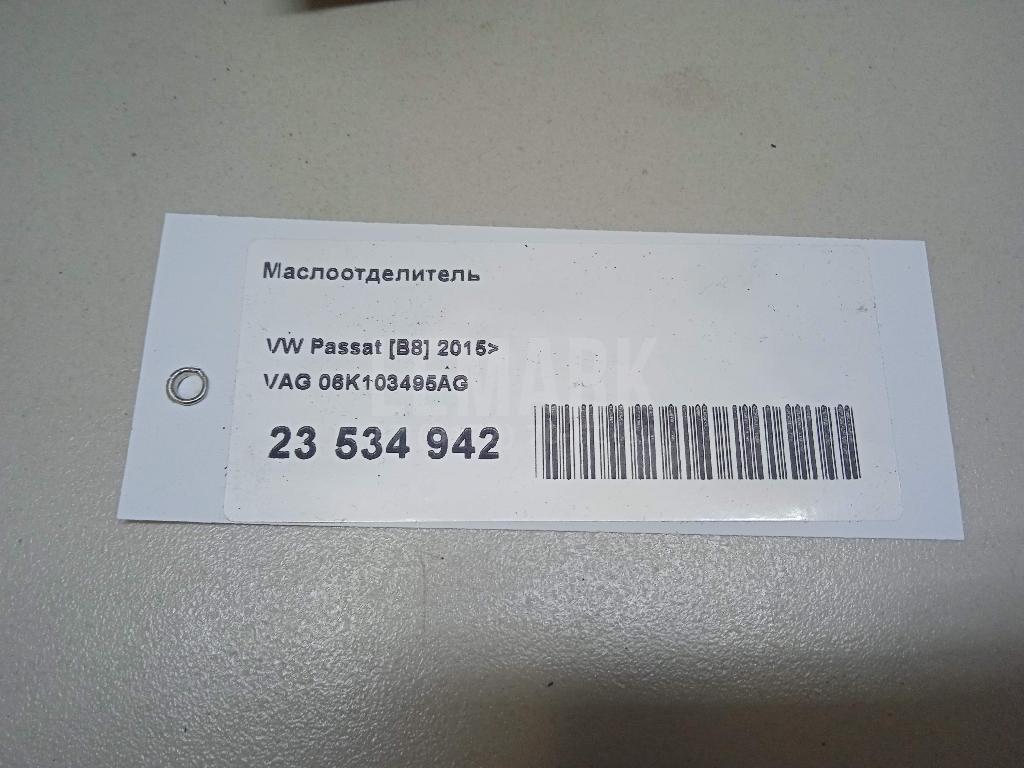 Маслоотделитель
VW Passat [B8] 2015>
VAG 06K103495AG
23 534 942